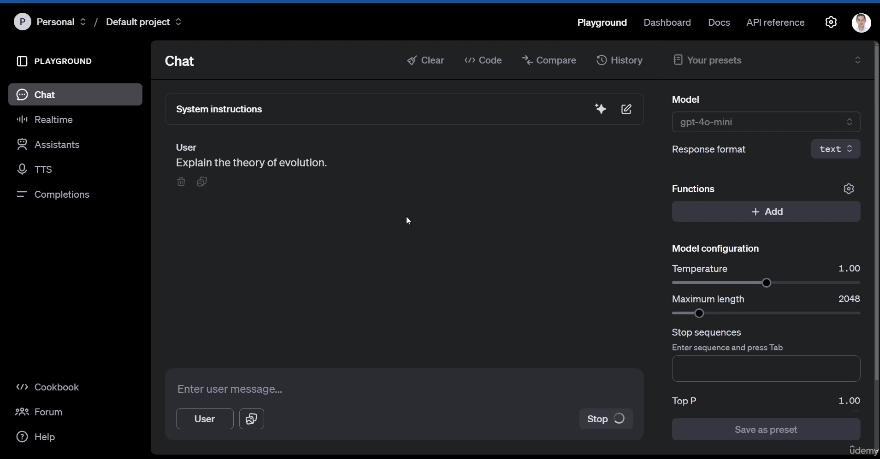 P Personal / Default project
Playground Dashboard Docs API reference
PLAYGROUND
Chat
Realtime
Assistants
TTS
Completions
Cookbook
Forum
Help
Chat
Clear Code Compare History
System instructions
User
Explain the theory of evolution.
Enter user message...
User
Stop
Your presets
Model
gpt-4o-mini
Response format text
Functions
+ Add
Model configuration
Temperature 1.00
Maximum length 2048
Stop sequences
Enter sequence and press Tab
Top P 1.00
Save as preset
ûdemy